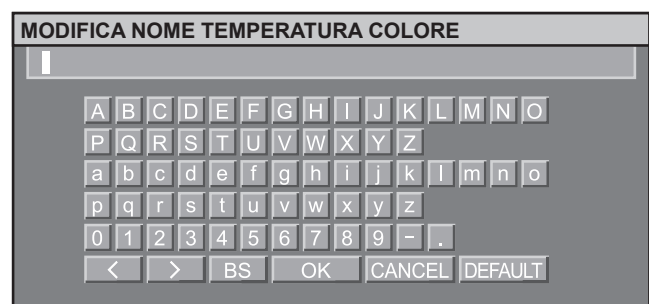 MODIFICA NOME TEMPERATURA COLORE
A B C D E F G H I J K L M N O
P Q R S T U V W X Y Z
a b c d e f g h i j k l m n o
p q r s t u v w x y z
0 1 2 3 4 5 6 7 8 9 - .
< > BS OK CANCEL DEFAULT